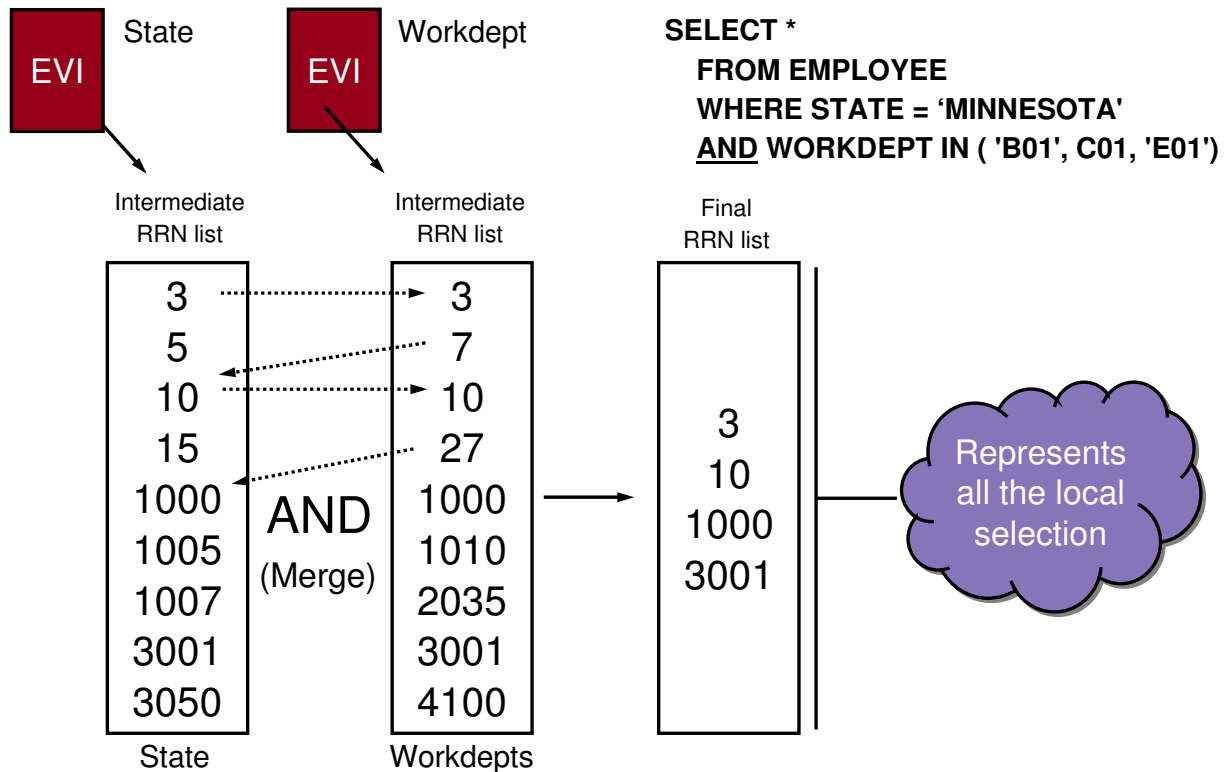 EVI
State
EVI
Workdept
SELECT *
FROM EMPLOYEE
WHERE STATE = ‘MINNESOTA'
AND WORKDEPT IN ( 'B01', C01, 'E01')
Intermediate
RRN list
Intermediate
RRN list
Final
RRN list
3
5
10
15
1000
1005
1007
3001
3050
State
AND
(Merge)
3
7
10
27
1000
1010
2035
3001
4100
Workdepts
3
10
1000
3001
Represents
all the local
selection